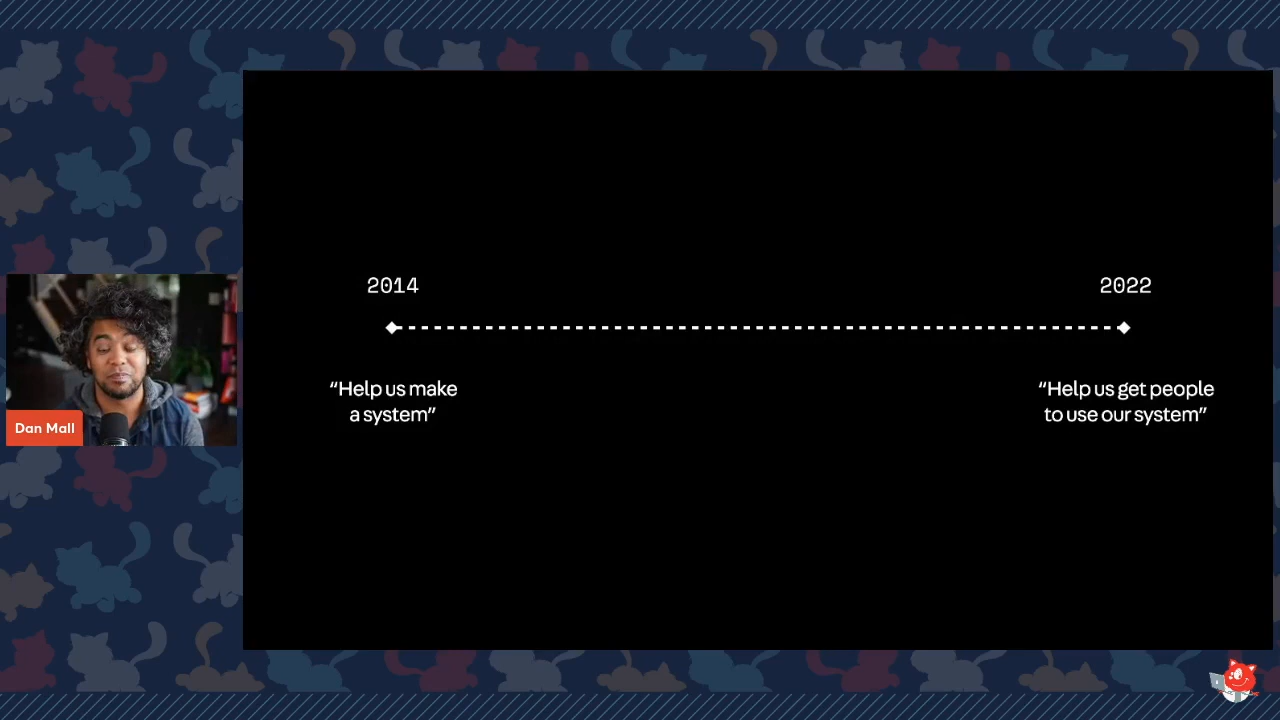 2014
2022
“Help us make
a system”
“Help us get people
to use our system”
Dan Mall